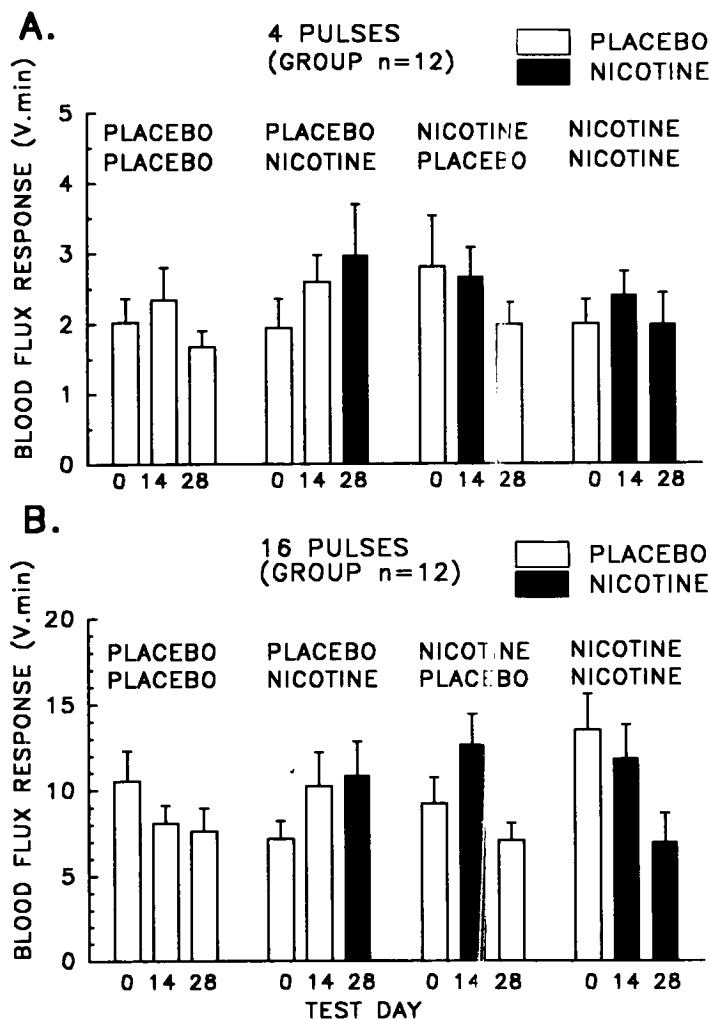 A.
4 PULSES
(GROUP n=12)
PLACEBO
NICOTINE
BLOOD FLUX RESPONSE (V.min)
5
4
3
2
1
0
PLACEBO PLACEBO NICOTINE NICOTINE
PLACEBO NICOTINE PLACEBO NICOTINE
0 14 28 0 14 28 0 14 28 0 14 28
B.
16 PULSES
(GROUP n=12)
PLACEBO
NICOTINE
BLOOD FLUX RESPONSE (V.min)
20
15
10
5
0
PLACEBO PLACEBO NICOTINE NICOTINE
PLACEBO NICOTINE PLACEBO NICOTINE
0 14 28 0 14 28 0 14 28 0 14 28
TEST DAY